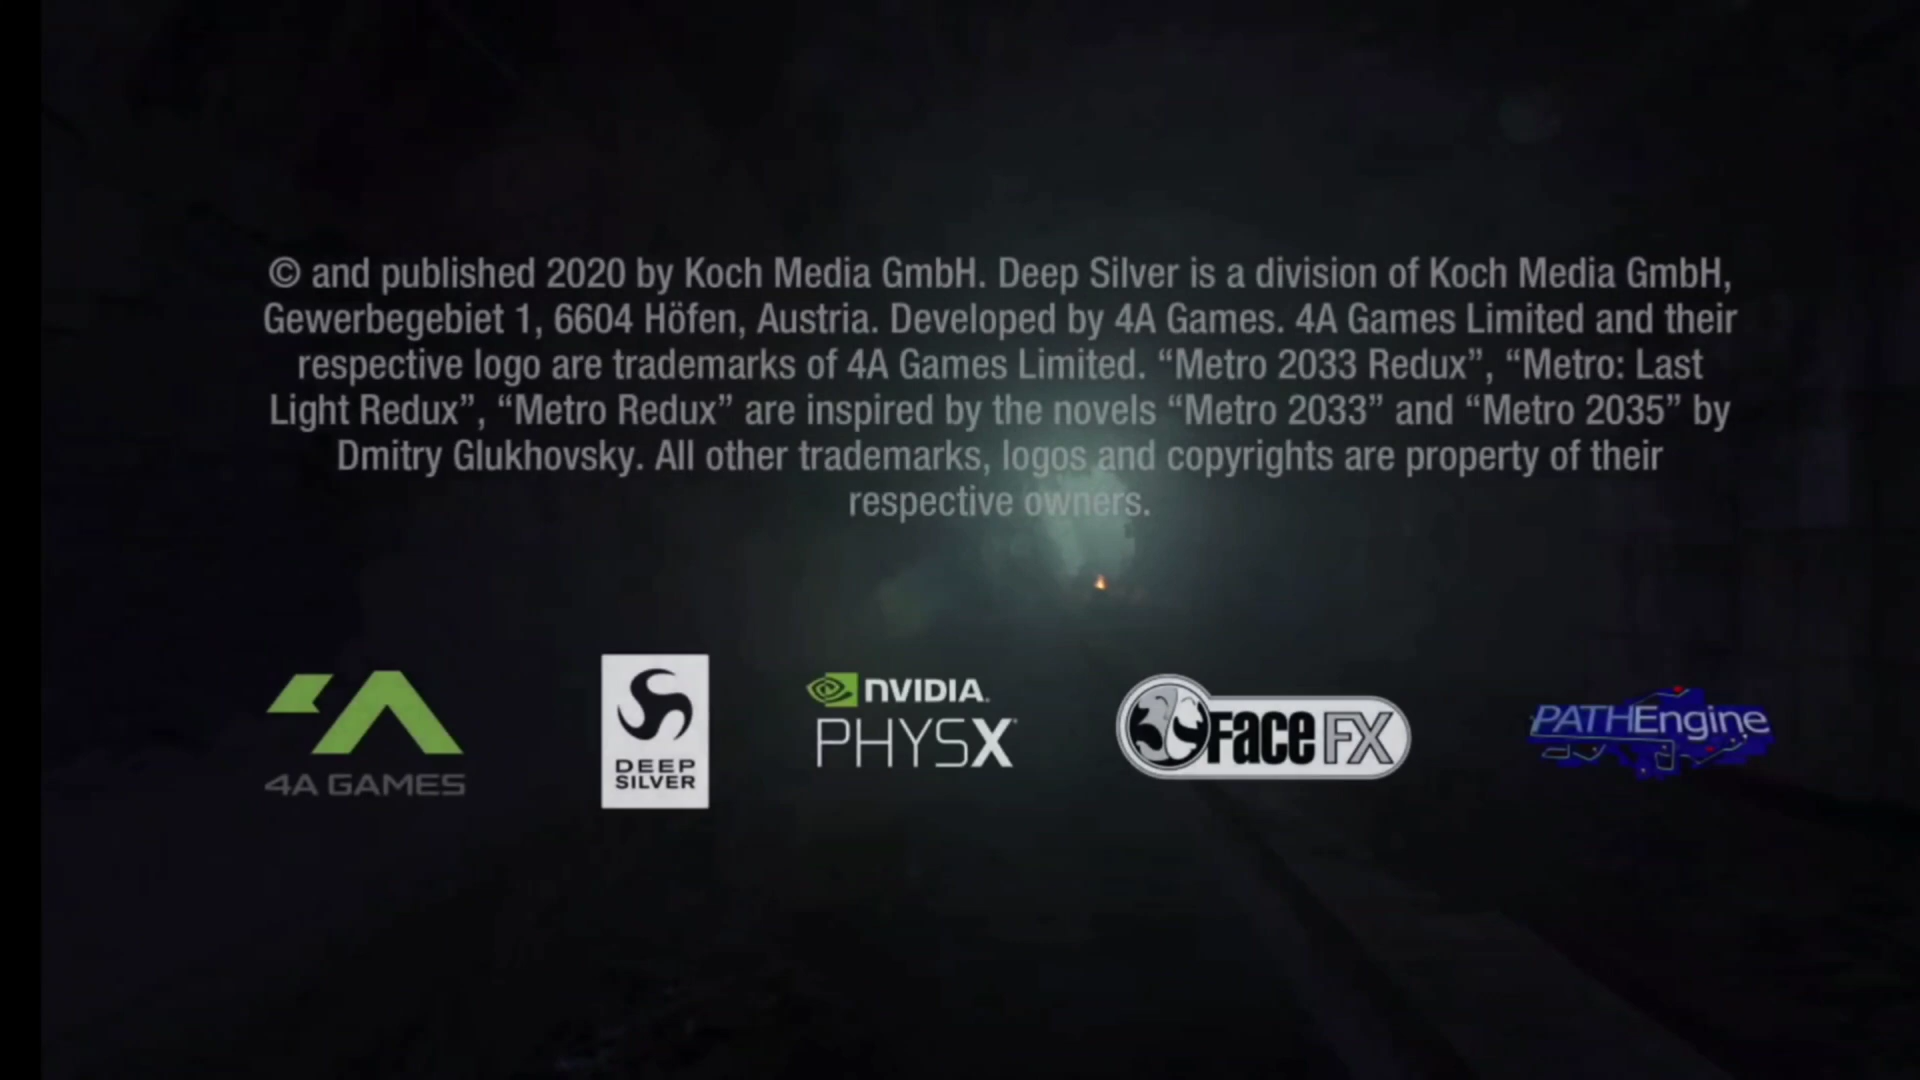 © and published 2020 by Koch Media GmbH. Deep Silver is a division of Koch Media GmbH,
Gewerbegebiet 1, 6604 Höfen, Austria. Developed by 4A Games. 4A Games Limited and their
respective logo are trademarks of 4A Games Limited. “Metro 2033 Redux”, “Metro: Last
Light Redux”, “Metro Redux” are inspired by the novels “Metro 2033” and “Metro 2035” by
Dmitry Glukhovsky. All other trademarks, logos and copyrights are property of their
respective owners.
4A GAMES
DEEP
SILVER
NVIDIA.
PHYSX
FaceFX
PATHEngine